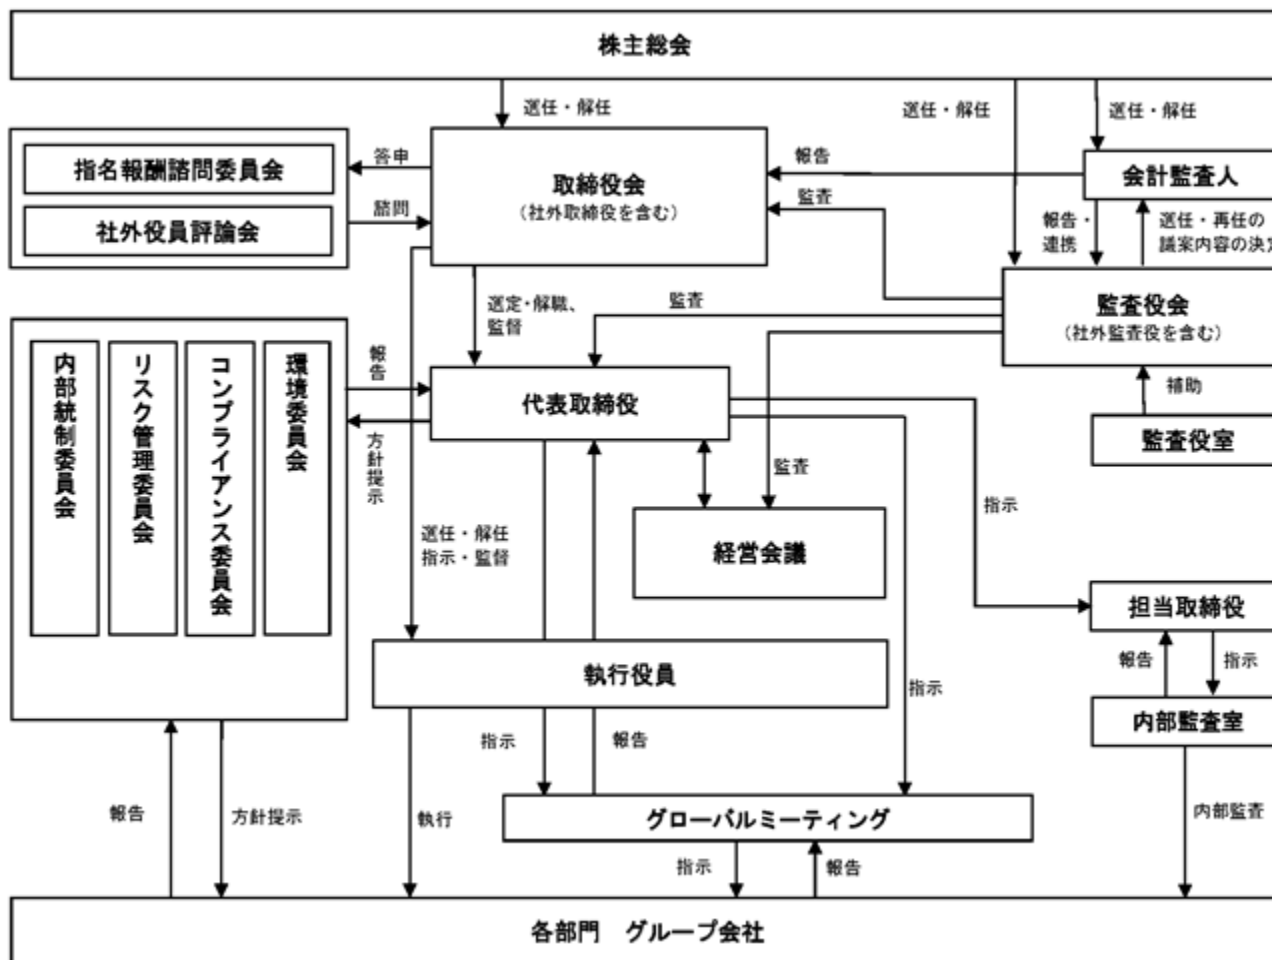 株主総会
選任・解任
選任・解任
選任・解任
指名報酬諮問委員会
社外役員評論会
答申
諮問
取締役会
(社外取締役を含む)
報告
監査
会計監査人
報告・
連携
選任・再任の
議案内容の決定
監査役会
(社外監査役を含む)
補助
監査役室
選定・解職、
監督
監査
内部統制委員会
リスク管理委員会
コンプライアンス委員会
環境委員会
報告
方針提示
代表取締役
監査
指示
選任・解任
指示・監督
経営会議
担当取締役
報告
指示
執行役員
指示
内部監査室
指示
報告
報告
方針提示
執行
グローバルミーティング
内部監査
指示
報告
各部門 グループ会社